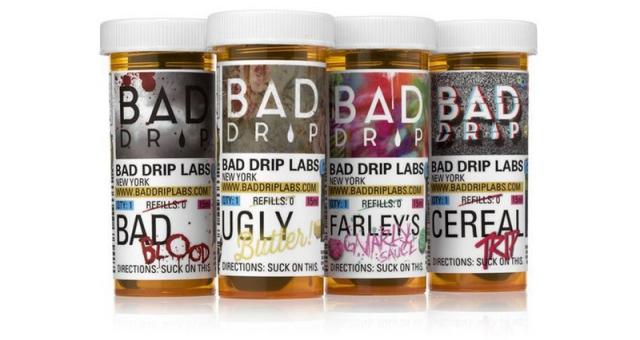 BAD
DRIP
BAD DRIP LABS
NEW YORK
WWW.BADDRIPLABS.COM
QTY: 1 REFILLS: 0 15ml
BAD
BLOOD
DIRECTIONS: SUCK ON THIS.
BAD
DRIP
BAD DRIP LABS
NEW YORK
WWW.BADDRIPLABS.COM
QTY: 1 REFILLS: 0 15ml
UGLY
Butter!
DIRECTIONS: SUCK ON THIS.
BAD
DRIP
BAD DRIP LABS
NEW YORK
WWW.BADDRIPLABS.COM
QTY: 1 REFILLS: 0 15ml
FARLEY'S
GNARLY
SAUCE
DIRECTIONS: SUCK ON THIS.
BAD
DRIP
BAD DRIP LABS
NEW YORK
WWW.BADDRIPLABS.COM
QTY: 1 REFILLS: 0 15ml
CEREAL
TRIP
DIRECTIONS: SUCK ON THIS.